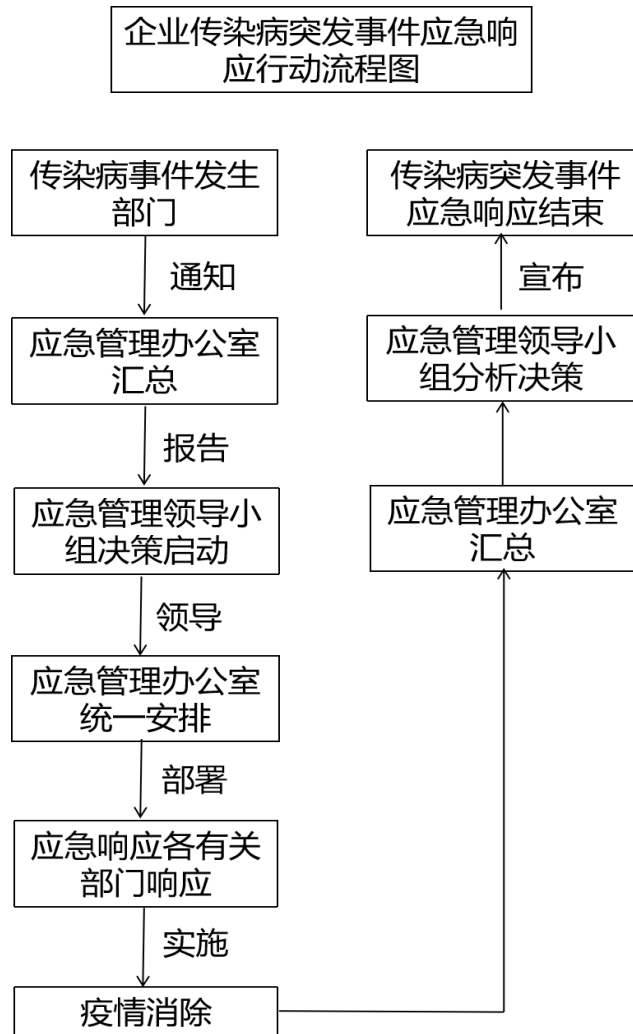 企业传染病突发事件应急响
应行动流程图
传染病事件发生
部门
通知
应急管理办公室
汇总
报告
应急管理领导小
组决策启动
领导
应急管理办公室
统一安排
部署
应急响应各有关
部门响应
实施
疫情消除
应急管理办公室
汇总
应急管理领导小
组分析决策
宣布
传染病突发事件
应急响应结束